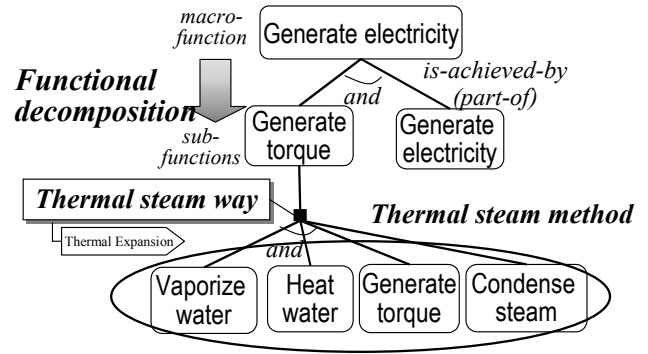 macro-
function
Generate electricity
Functional
decomposition
is-achieved-by
(part-of)
and
sub-
functions
Generate
torque
Generate
electricity
Thermal steam way
Thermal steam method
Thermal Expansion
and
Vaporize
water
Heat
water
Generate
torque
Condense
steam